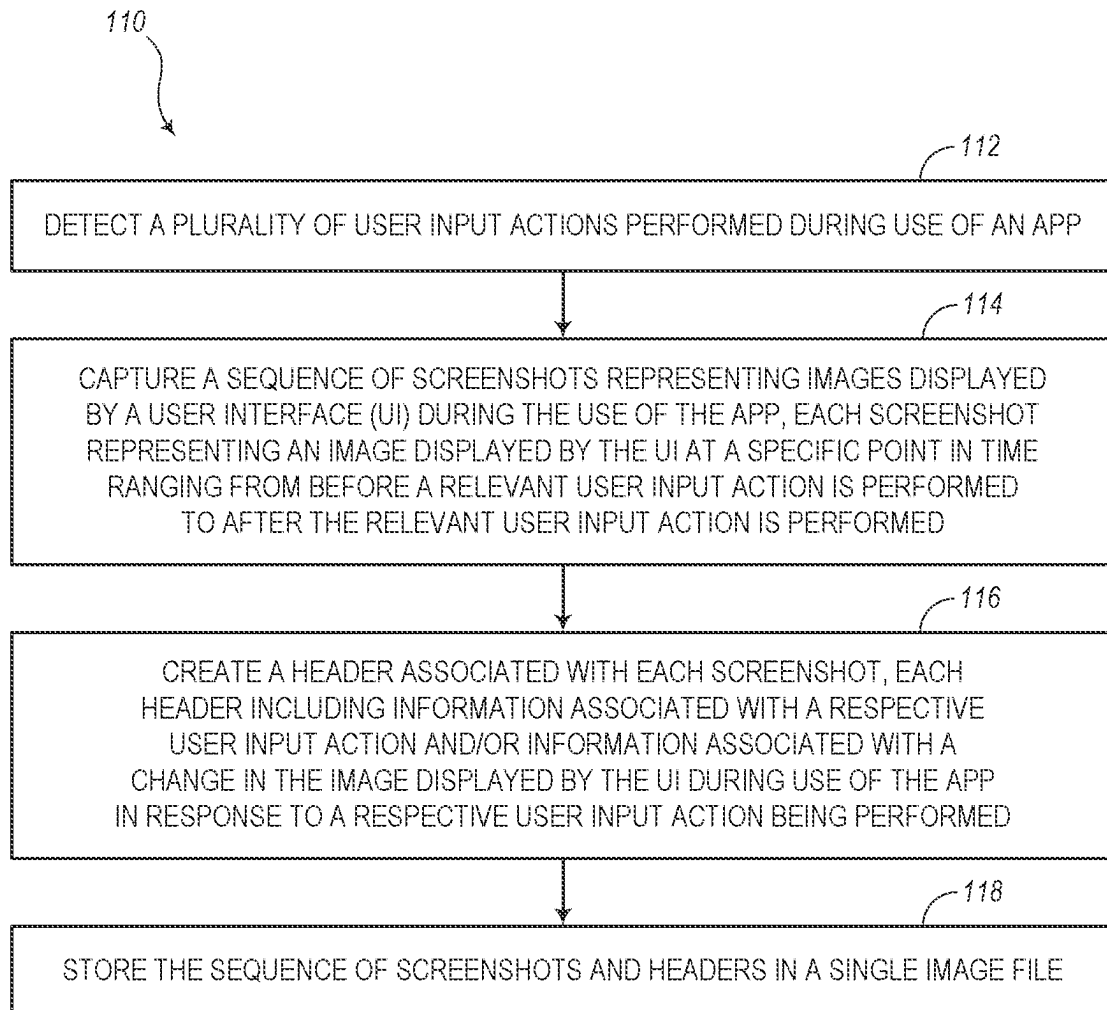 110
112
DETECT A PLURALITY OF USER INPUT ACTIONS PERFORMED DURING USE OF AN APP
114
CAPTURE A SEQUENCE OF SCREENSHOTS REPRESENTING IMAGES DISPLAYED
BY A USER INTERFACE (UI) DURING THE USE OF THE APP, EACH SCREENSHOT
REPRESENTING AN IMAGE DISPLAYED BY THE UI AT A SPECIFIC POINT IN TIME
RANGING FROM BEFORE A RELEVANT USER INPUT ACTION IS PERFORMED
TO AFTER THE RELEVANT USER INPUT ACTION IS PERFORMED
116
CREATE A HEADER ASSOCIATED WITH EACH SCREENSHOT, EACH
HEADER INCLUDING INFORMATION ASSOCIATED WITH A RESPECTIVE
USER INPUT ACTION AND/OR INFORMATION ASSOCIATED WITH A
CHANGE IN THE IMAGE DISPLAYED BY THE UI DURING USE OF THE APP
IN RESPONSE TO A RESPECTIVE USER INPUT ACTION BEING PERFORMED
118
STORE THE SEQUENCE OF SCREENSHOTS AND HEADERS IN A SINGLE IMAGE FILE